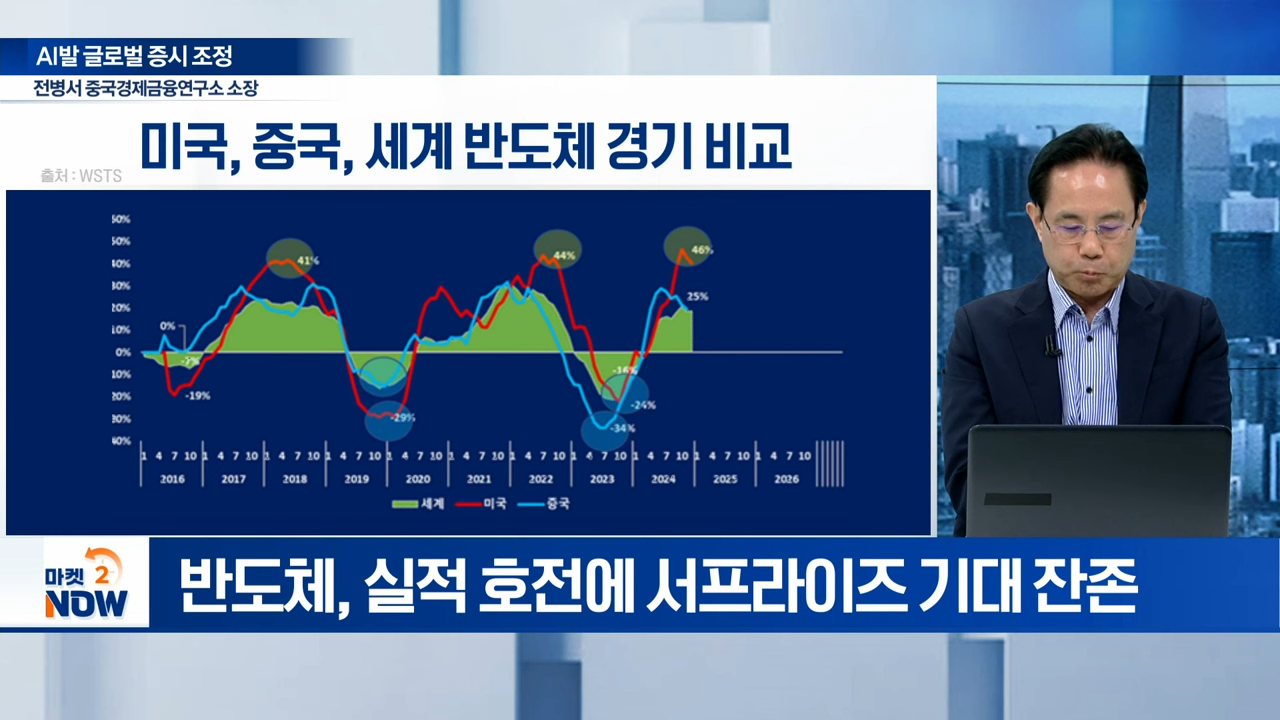 AI발 글로벌 증시 조정
전병서 중국경제금융연구소 소장
미국, 중국, 세계 반도체 경기 비교
출처 : WSTS
60%
50%
40%
30%
20%
10%
0%
10%
20%
30%
40%
0%
-7%
-19%
41%
-29%
44%
-16%
-24%
-34%
46%
25%
1 4 7 10 1 4 7 10 1 4 7 10 1 4 7 10 1 4 7 10 1 4 7 10 1 4 7 10 1 4 7 10 1 4 7 10 1 4 7 10 1 4 7 10
2016 2017 2018 2019 2020 2021 2022 2023 2024 2025 2026
세계 미국 중국
마켓 2
NOW
반도체, 실적 호전에 서프라이즈 기대 잔존